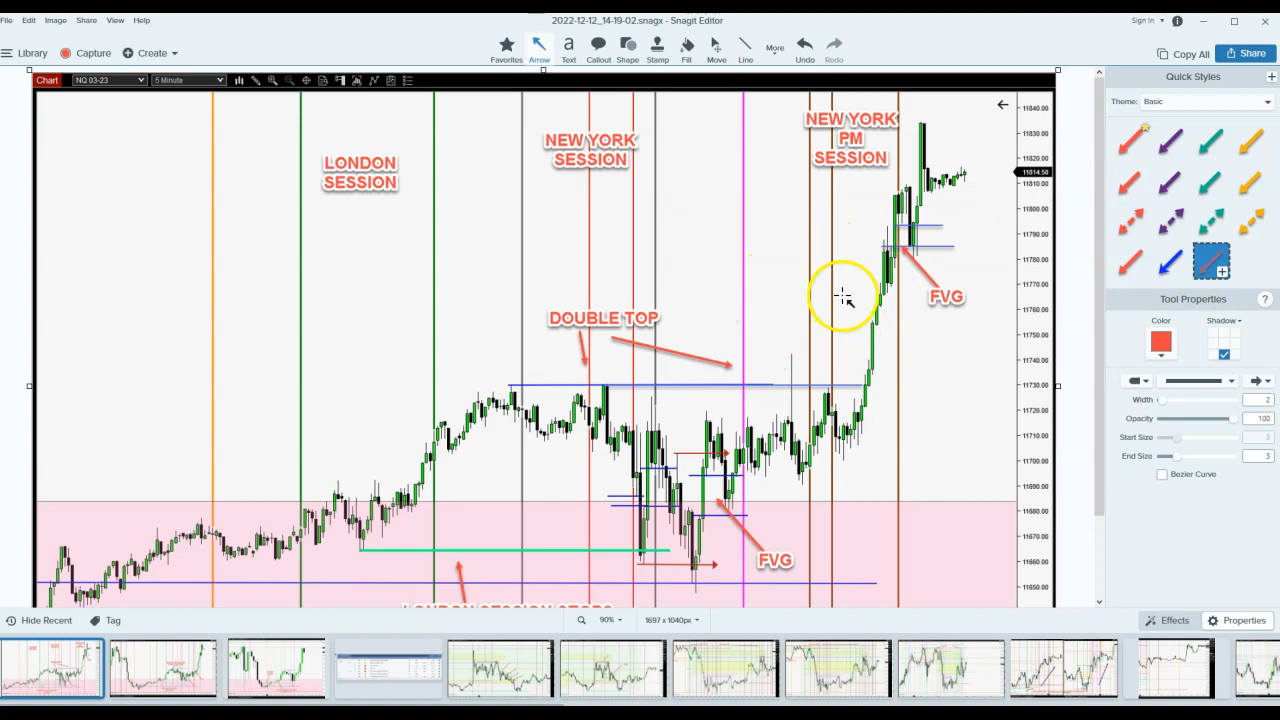 2022-12-12_14-19-02.snagx - Snagit Editor
File Edit Image Share View Help
Sign In
Library Capture Create
Favorites Arrow Text Callout Shape Stamp Fill Move Line More Undo Redo
Copy All Share
Chart NQ 03-23 5 Minute
Quick Styles
Theme: Basic
LONDON
SESSION
NEW YORK
SESSION
NEW YORK
PM
SESSION
DOUBLE TOP
FVG
FVG
LONDON SESSION STOPS
11840.00
11830.00
11820.00
11814.50
11810.00
11800.00
11790.00
11780.00
11770.00
11760.00
11750.00
11740.00
11730.00
11720.00
11710.00
11700.00
11690.00
11680.00
11670.00
11660.00
11650.00
Tool Properties ?
Color Shadow
Width 2
Opacity 100
Start Size 3
End Size 3
Bezier Curve
Hide Recent Tag 90% 1697 x 1040px Effects Properties